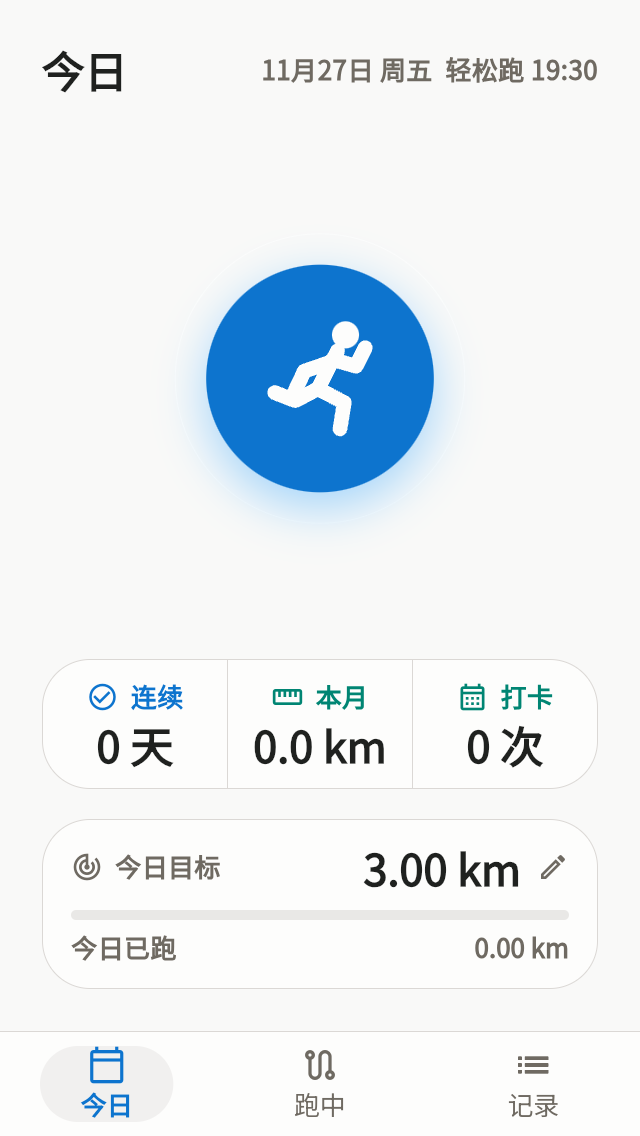 今日
11月27日 周五 轻松跑 19:30
连续
0 天
本月
0.0 km
打卡
0 次
今日目标
3.00 km
今日已跑
0.00 km
今日
跑中
记录